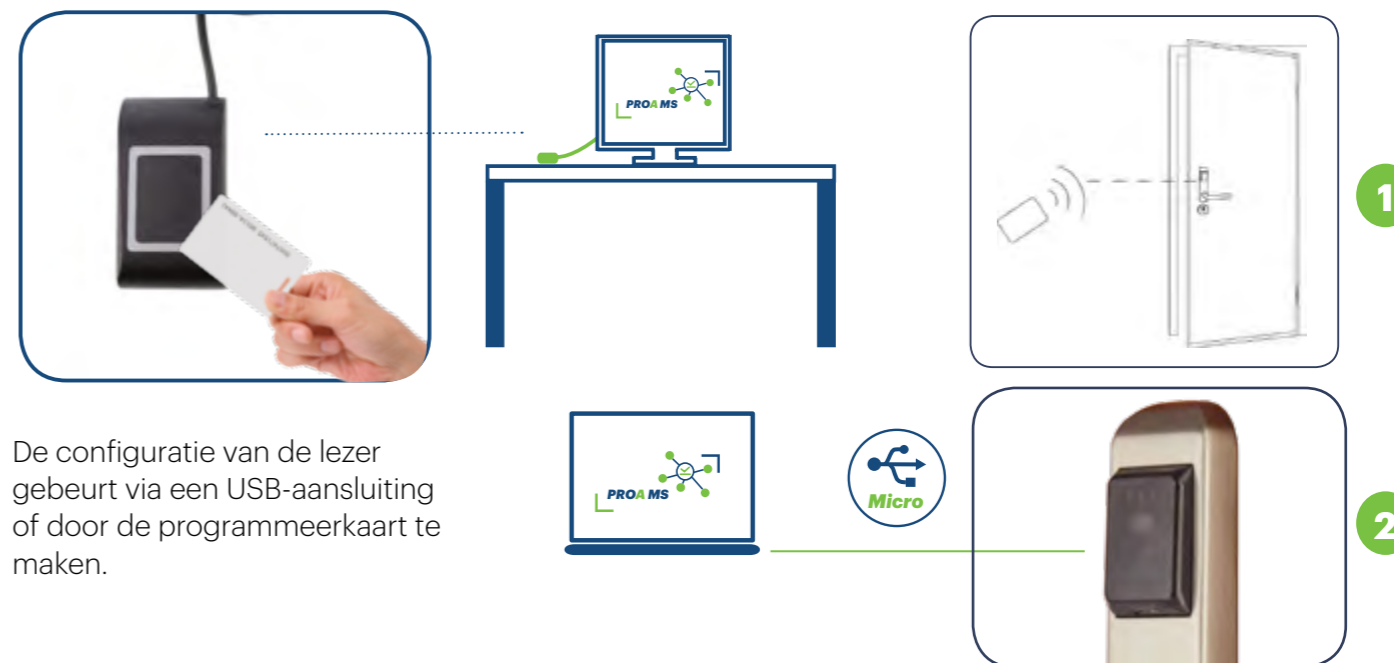 PROA MS
1
De configuratie van de lezer
gebeurt via een USB-aansluiting
of door de programmeerkaart te
maken.
PROA MS
Micro
2